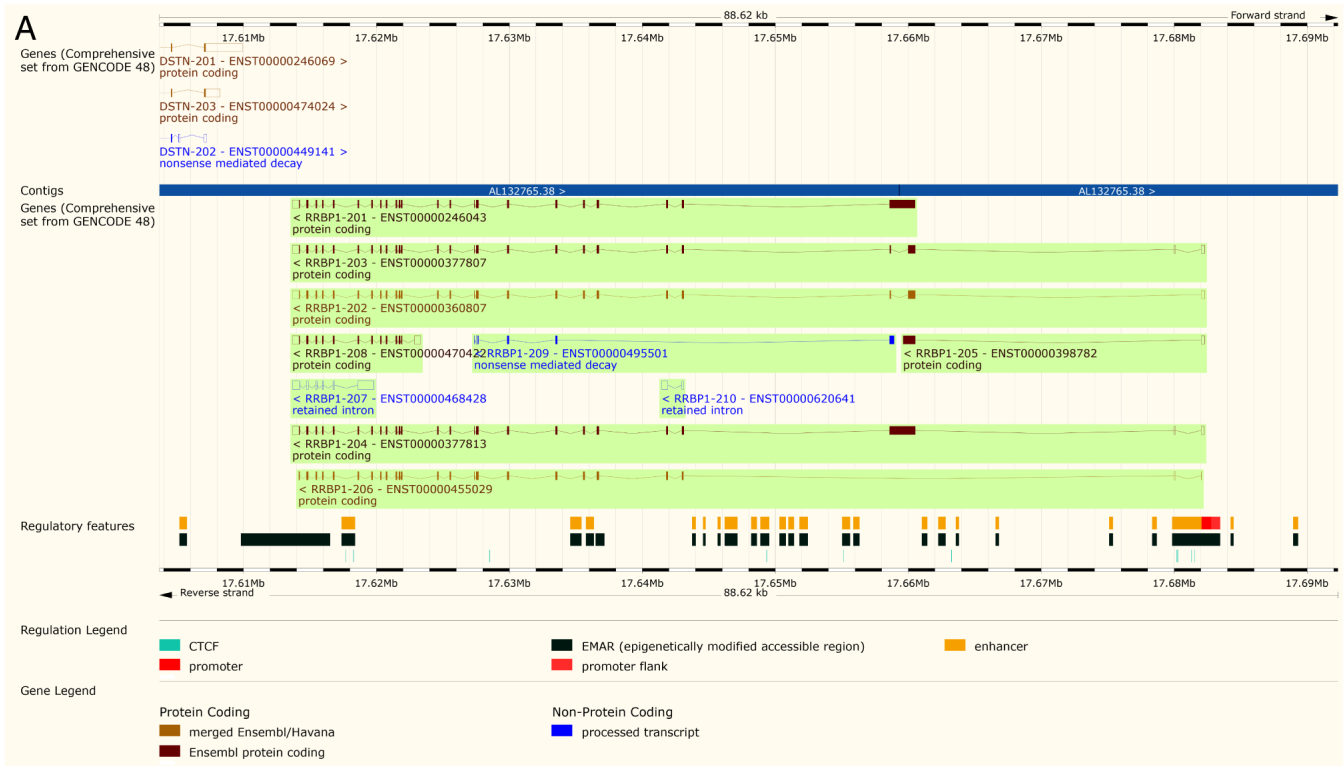 A
88.62 kb
Forward strand
17.61Mb 17.62Mb 17.63Mb 17.64Mb 17.65Mb 17.66Mb 17.67Mb 17.68Mb 17.69Mb
Genes (Comprehensive
set from GENCODE 48)
DSTN-201 - ENST00000246069 >
protein coding
DSTN-203 - ENST00000474024 >
protein coding
DSTN-202 - ENST00000449141 >
nonsense mediated decay
Contigs
AL132765.38 > AL132765.38 >
Genes (Comprehensive
set from GENCODE 48)
< RRBP1-201 - ENST00000246043
protein coding
< RRBP1-203 - ENST00000377807
protein coding
< RRBP1-202 - ENST00000360807
protein coding
< RRBP1-208 - ENST00000470422
protein coding
< RRBP1-209 - ENST00000495501
nonsense mediated decay
< RRBP1-205 - ENST00000398782
protein coding
< RRBP1-207 - ENST00000468428
retained intron
< RRBP1-210 - ENST00000620641
retained intron
< RRBP1-204 - ENST00000377813
protein coding
< RRBP1-206 - ENST00000455029
protein coding
Regulatory features
17.61Mb 17.62Mb 17.63Mb 17.64Mb 17.65Mb 17.66Mb 17.67Mb 17.68Mb 17.69Mb
Reverse strand
88.62 kb
Regulation Legend
CTCF
EMAR (epigenetically modified accessible region)
enhancer
promoter
promoter flank
Gene Legend
Protein Coding
Non-Protein Coding
merged Ensembl/Havana
processed transcript
Ensembl protein coding